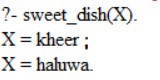 ?- sweet_dish(X).
X = kheer ;
X = haluwa.